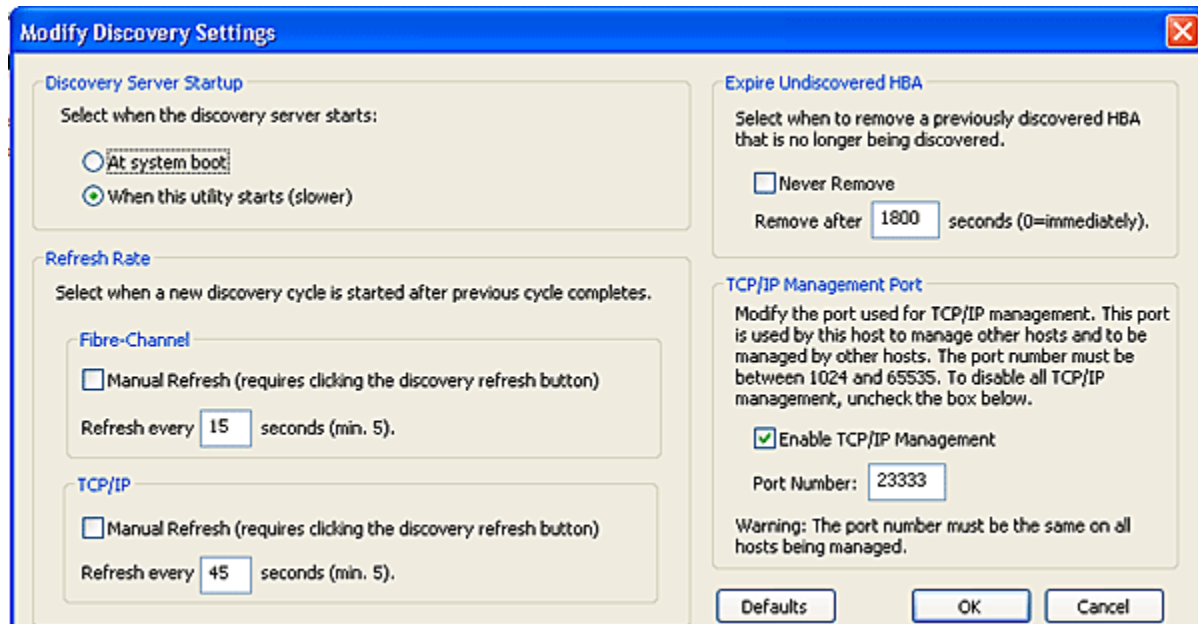 Modify Discovery Settings
Discovery Server Startup
Select when the discovery server starts:
At system boot
When this utility starts (slower)
Refresh Rate
Select when a new discovery cycle is started after previous cycle completes.
Fibre-Channel
Manual Refresh (requires clicking the discovery refresh button)
Refresh every 15 seconds (min. 5).
TCP/IP
Manual Refresh (requires clicking the discovery refresh button)
Refresh every 45 seconds (min. 5).
Expire Undiscovered HBA
Select when to remove a previously discovered HBA
that is no longer being discovered.
Never Remove
Remove after 1800 seconds (0=immediately).
TCP/IP Management Port
Modify the port used for TCP/IP management. This port
is used by this host to manage other hosts and to be
managed by other hosts. The port number must be
between 1024 and 65535. To disable all TCP/IP
management, uncheck the box below.
Enable TCP/IP Management
Port Number: 23333
Warning: The port number must be the same on all
hosts being managed.
Defaults OK Cancel